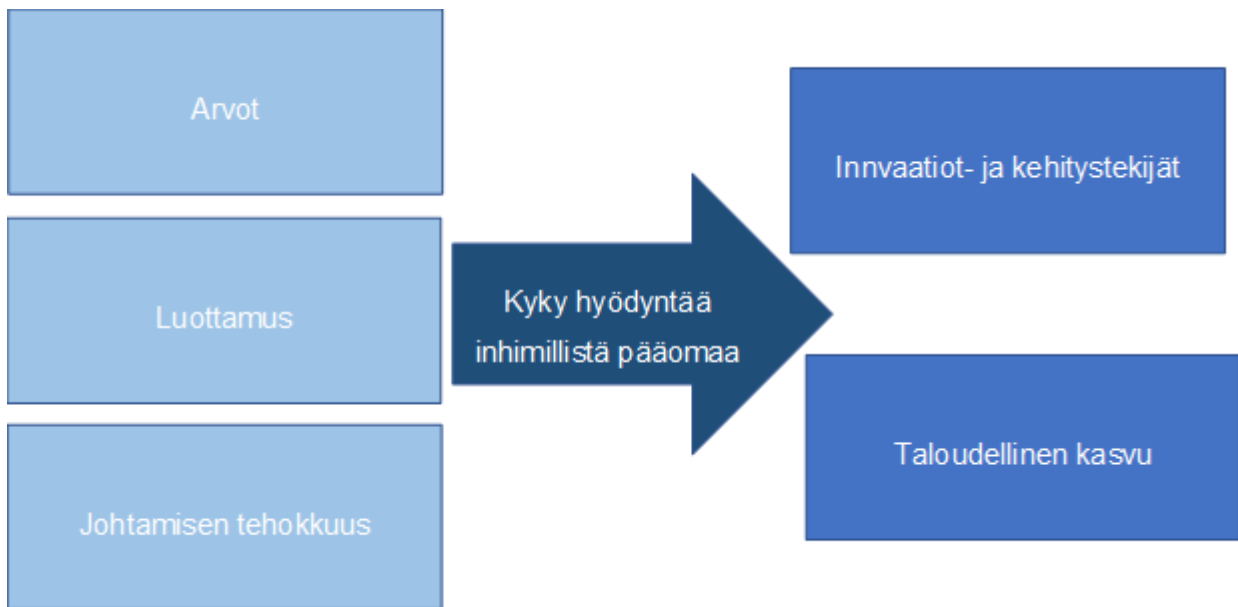 Arvot
Luottamus
Johtamisen tehokkuus
Kyky hyödyntää
inhimillistä pääomaa
Innvaatiot- ja kehitystekijät
Taloudellinen kasvu